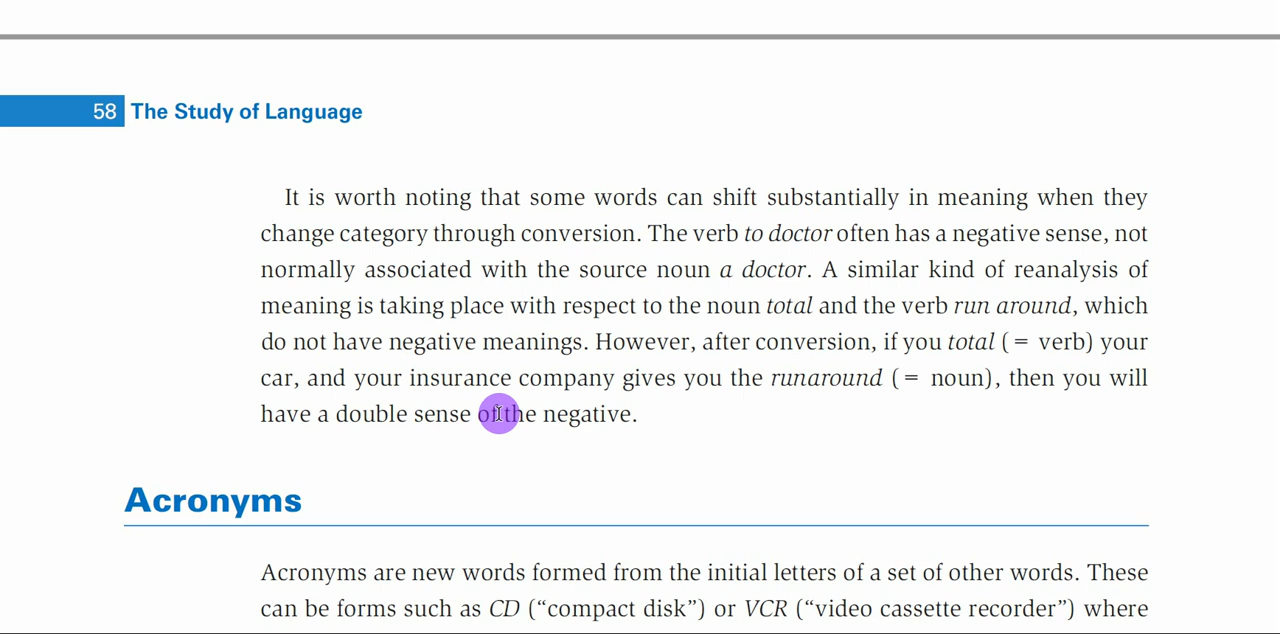 58 The Study of Language
It is worth noting that some words can shift substantially in meaning when they
change category through conversion. The verb to doctor often has a negative sense, not
normally associated with the source noun a doctor. A similar kind of reanalysis of
meaning is taking place with respect to the noun total and the verb run around, which
do not have negative meanings. However, after conversion, if you total (= verb) your
car, and your insurance company gives you the runaround (= noun), then you will
have a double sense of the negative.
Acronyms
Acronyms are new words formed from the initial letters of a set of other words. These
can be forms such as CD (“compact disk”) or VCR (“video cassette recorder”) where